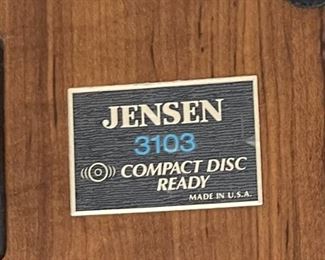 JENSEN
3103
COMPACT DISC
READY
MADE IN U.S.A.